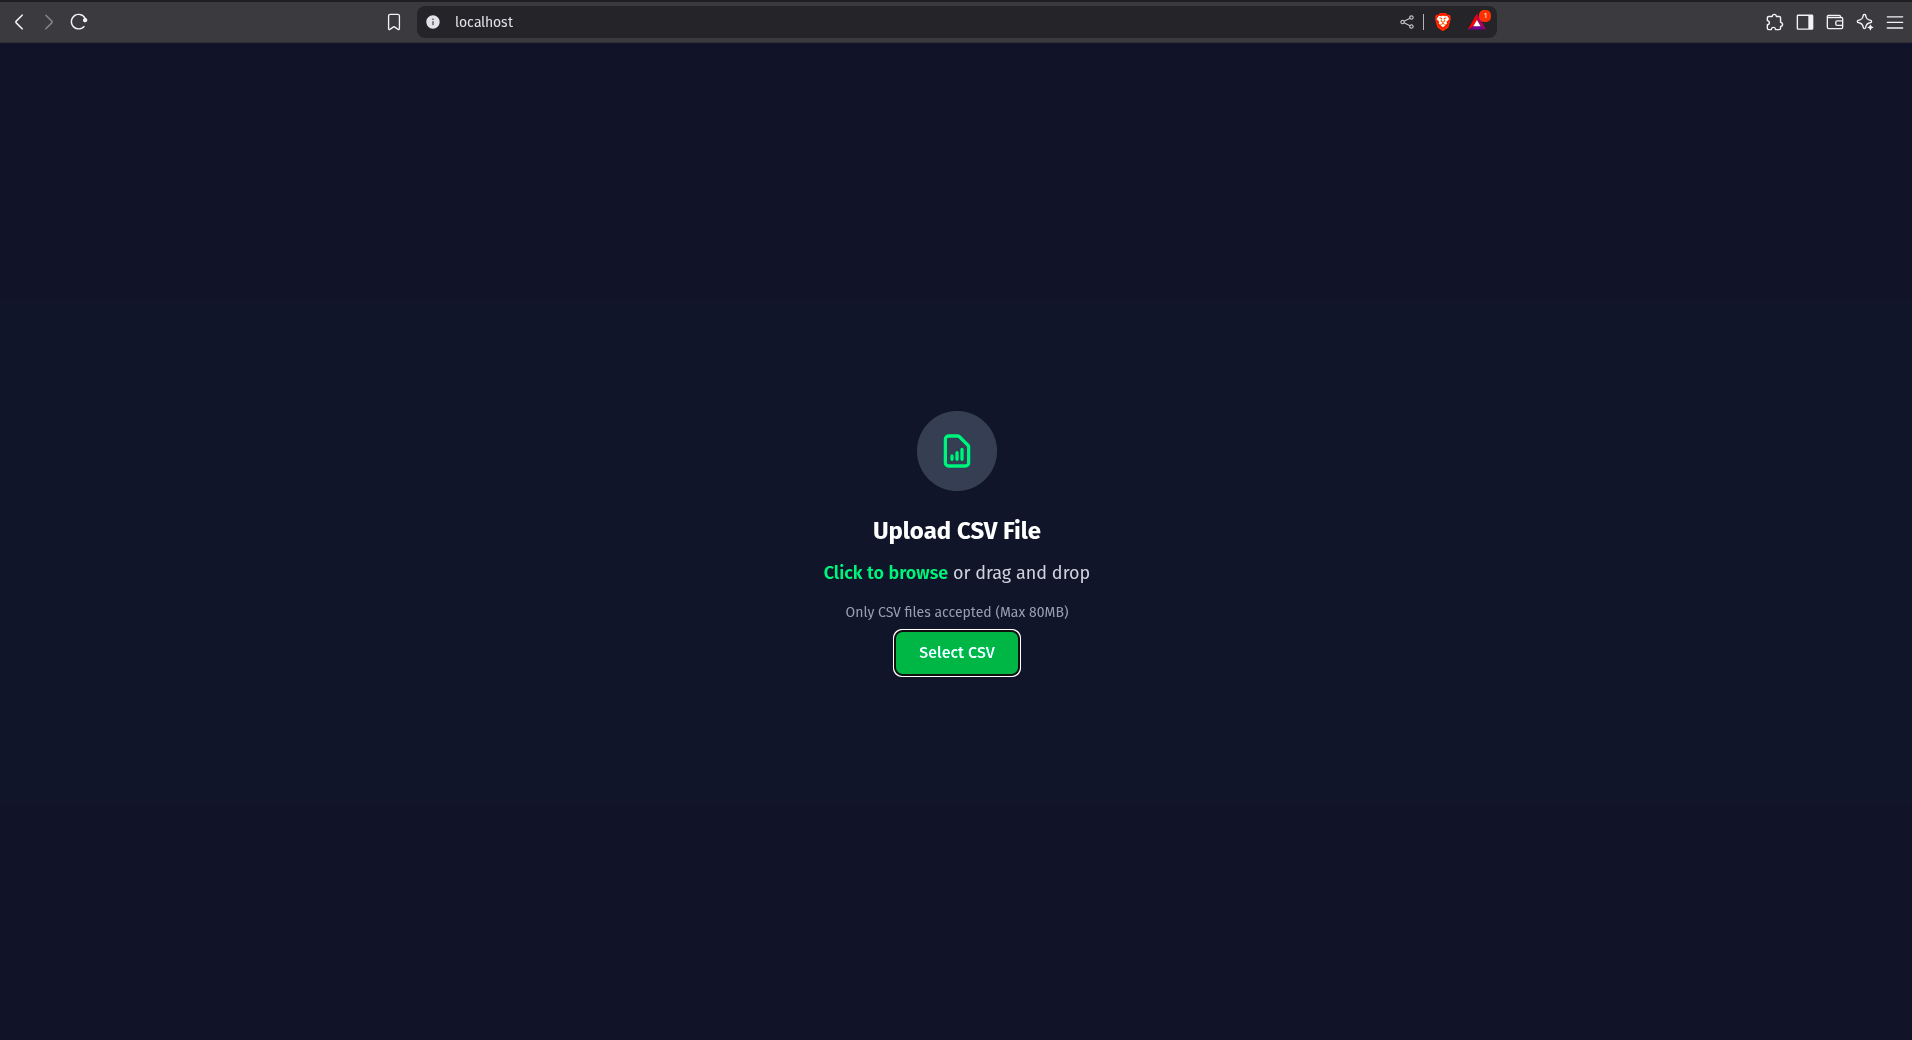 localhost
1
Upload CSV File
Click to browse or drag and drop
Only CSV files accepted (Max 80MB)
Select CSV